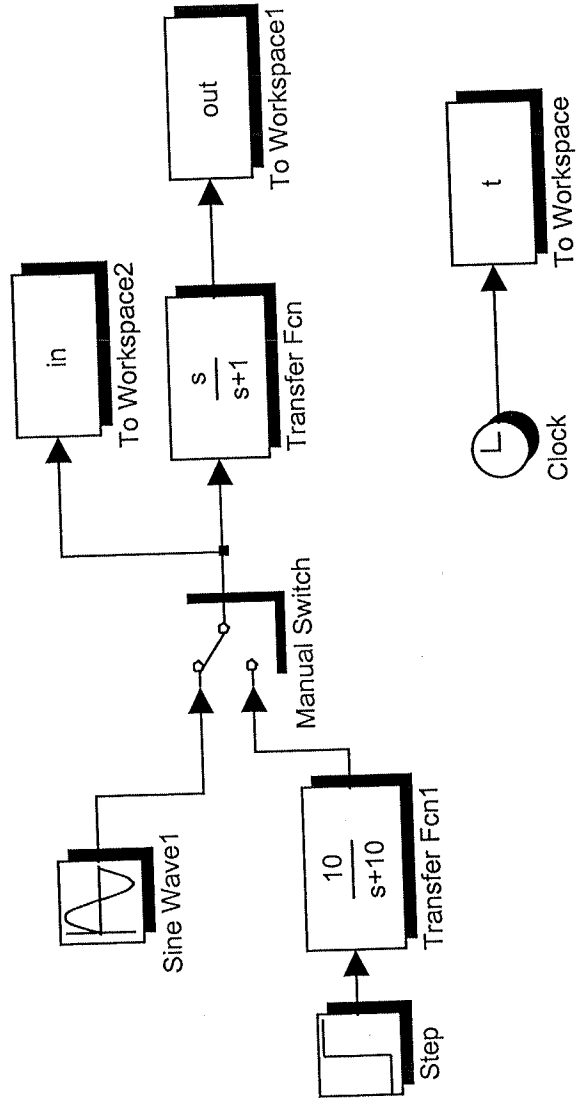 in
To Workspace2
Sine Wave1
Manual Switch
s
s+1
Transfer Fcn
out
To Workspace1
Step
10
s+10
Transfer Fcn1
Clock
t
To Workspace